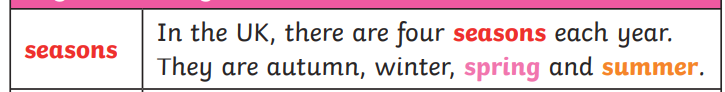 seasons
In the UK, there are four seasons each year.
They are autumn, winter, spring and summer.